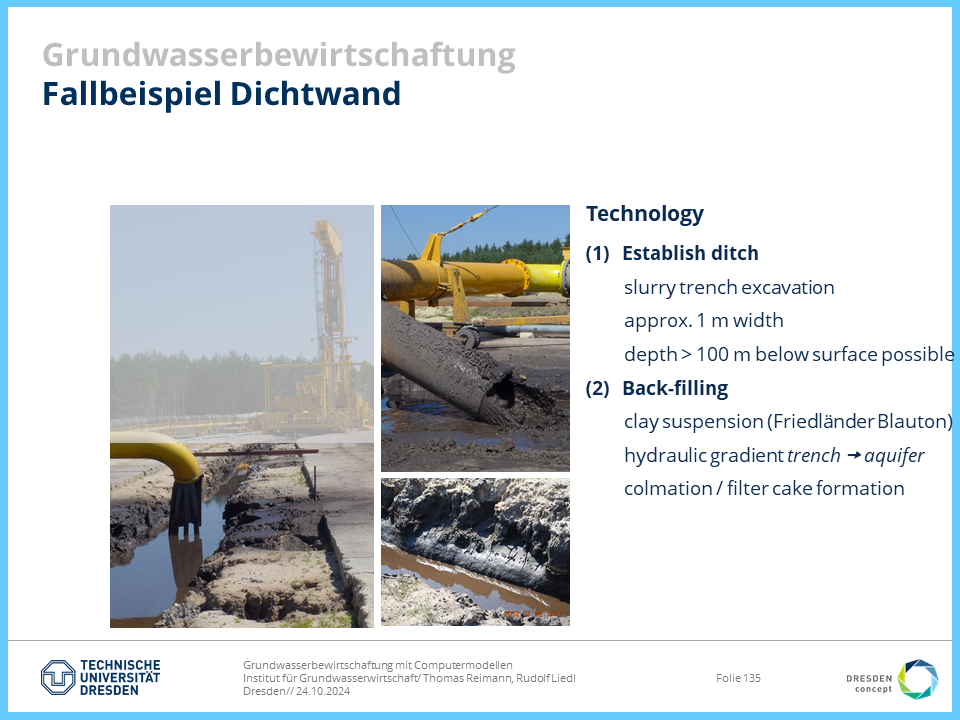 Grundwasserbewirtschaftung
Fallbeispiel Dichtwand
Technology
(1) Establish ditch
slurry trench excavation
approx. 1 m width
depth > 100 m below surface possible
(2) Back-filling
clay suspension (Friedländer Blauton)
hydraulic gradient trench → aquifer
colmation / filter cake formation
TECHNISCHE
UNIVERSITÄT
DRESDEN
Grundwasserbewirtschaftung mit Computermodellen
Institut für Grundwasserwirtschaft/ Thomas Reimann, Rudolf Liedl
Dresden// 24.10.2024
Folie 135
DRESDEN
concept